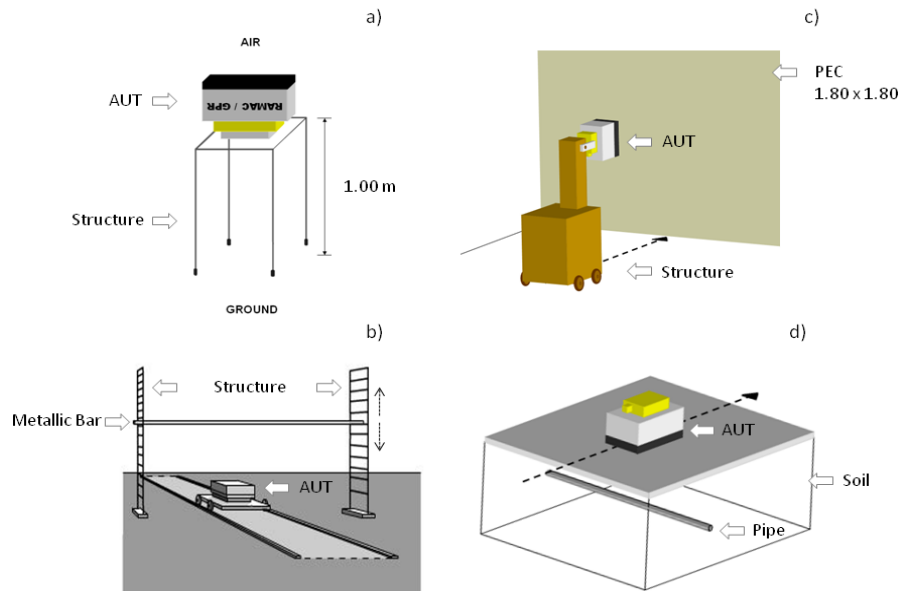 a)
AIR
AUT
RAMAC / GPR
1.00 m
Structure
GROUND
c)
PEC
1.80 x 1.80
AUT
Structure
b)
Structure
Metallic Bar
AUT
d)
AUT
Soil
Pipe